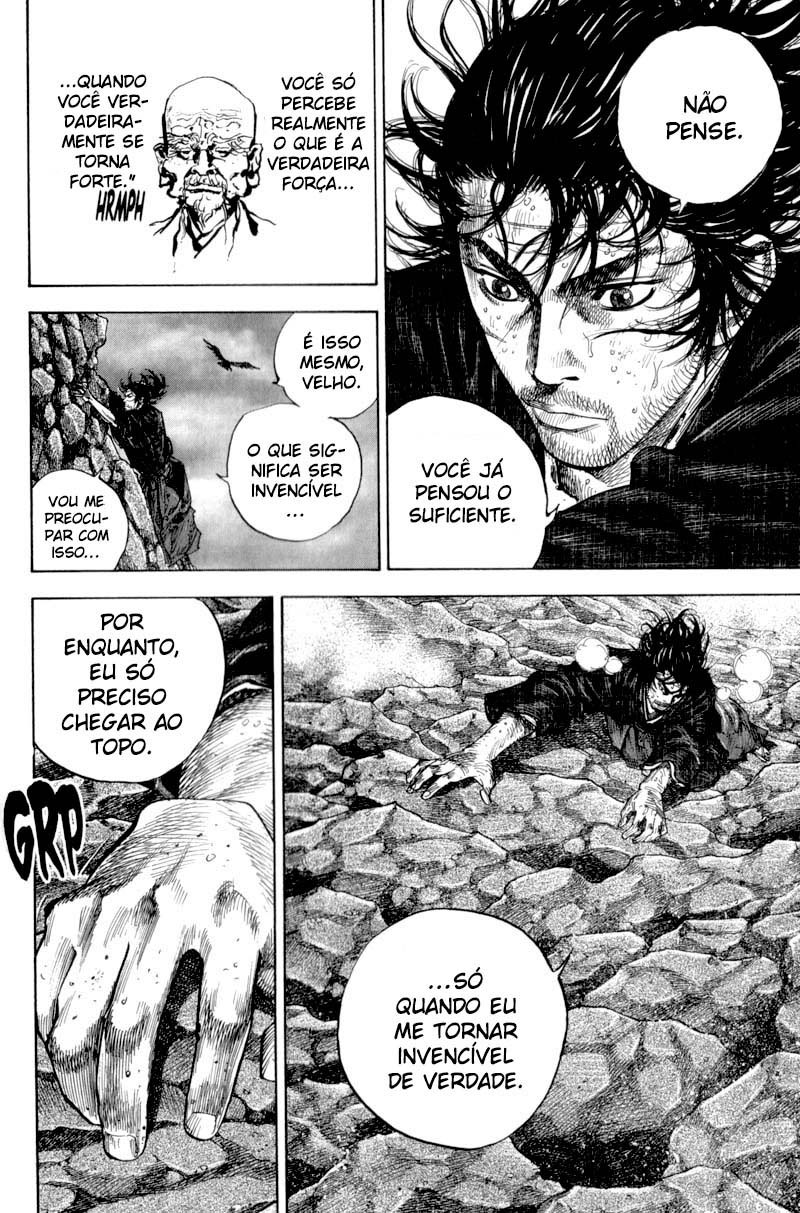 NÃO
PENSE.
VOCÊ JÁ
PENSOU O
SUFICIENTE.
VOCÊ SÓ
PERCEBE
REALMENTE
O QUE É A
VERDADEIRA
FORÇA...
...QUANDO
VOCÊ VER-
DADEIRA-
MENTE SE
TORNA
FORTE."
HRMPH
É ISSO
MESMO,
VELHO.
O QUE SIG-
NIFICA SER
INVENCÍVEL
...
VOU ME
PREOCU-
PAR COM
ISSO...
...SÓ
QUANDO EU
ME TORNAR
INVENCÍVEL
DE VERDADE.
POR
ENQUANTO,
EU SÓ
PRECISO
CHEGAR AO
TOPO.
GRP